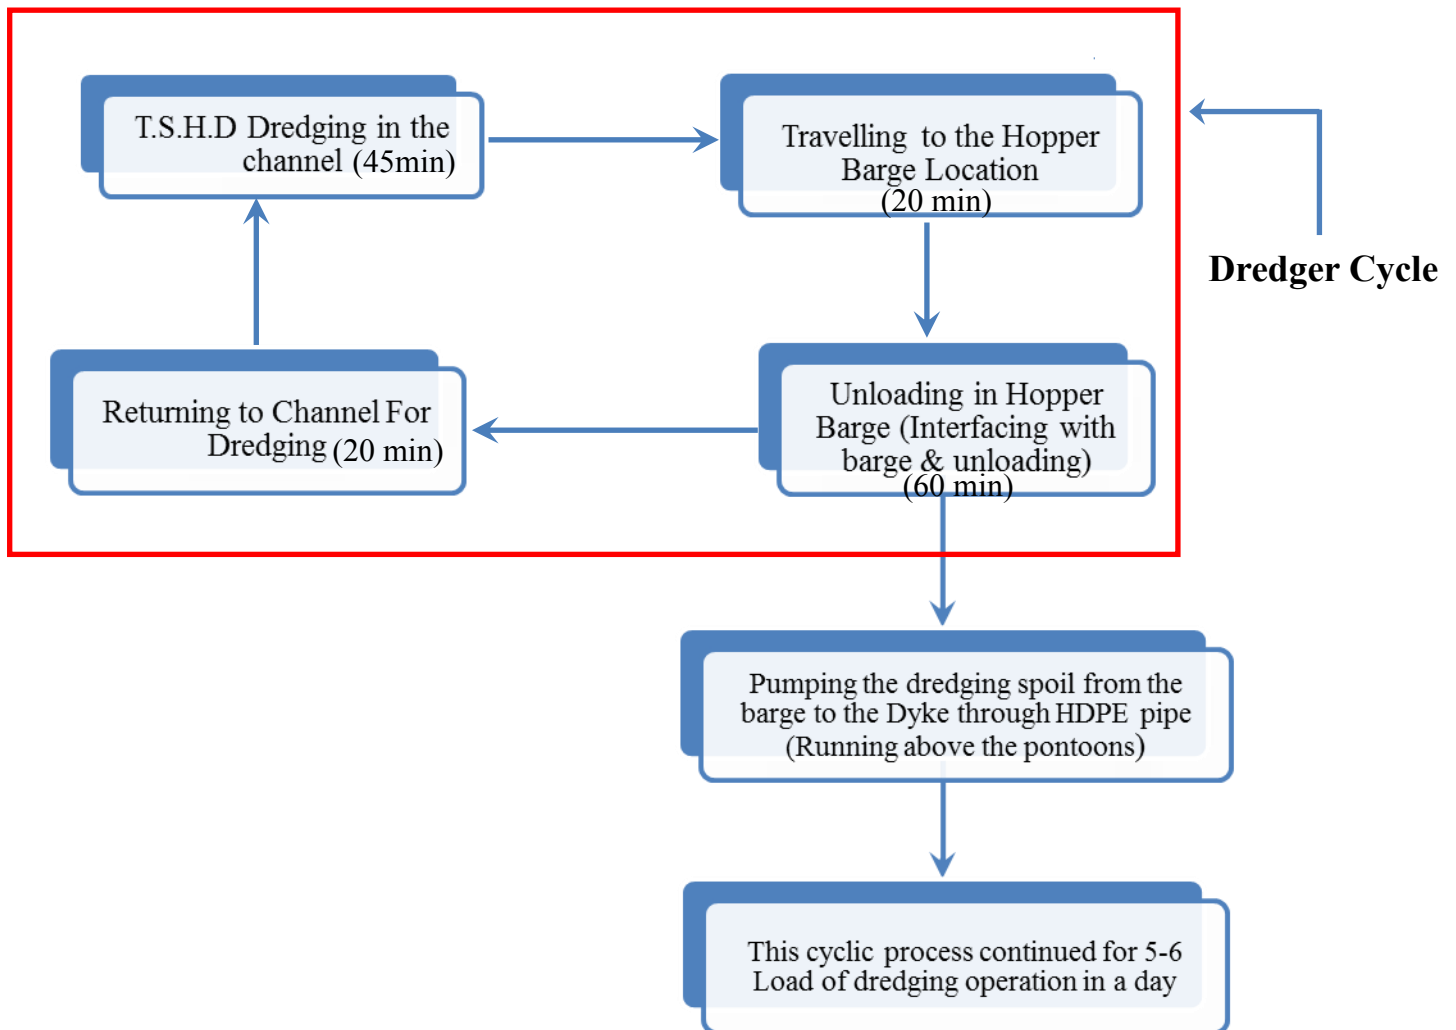 T.S.H.D Dredging in the
channel (45min)
Travelling to the Hopper
Barge Location
(20 min)
Dredger Cycle
Returning to Channel For
Dredging (20 min)
Unloading in Hopper
Barge (Interfacing with
barge & unloading)
(60 min)
Pumping the dredging spoil from the
barge to the Dyke through HDPE pipe
(Running above the pontoons)
This cyclic process continued for 5-6
Load of dredging operation in a day